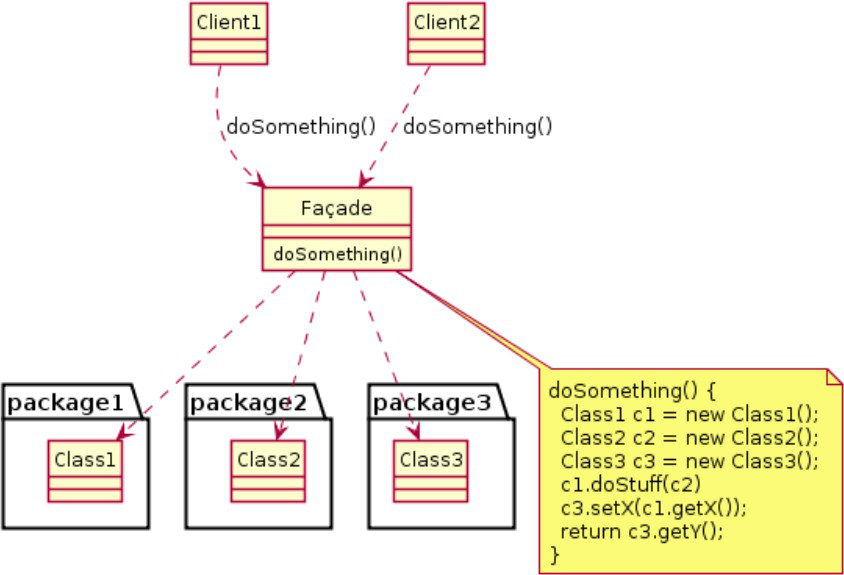 Client1
Client2
doSomething()
doSomething()
Façade
doSomething()
package1
package2
package3
Class1
Class2
Class3
doSomething() {
  Class1 c1 = new Class1();
  Class2 c2 = new Class2();
  Class3 c3 = new Class3();
  c1.doStuff(c2)
  c3.setX(c1.getX());
  return c3.getY();
}